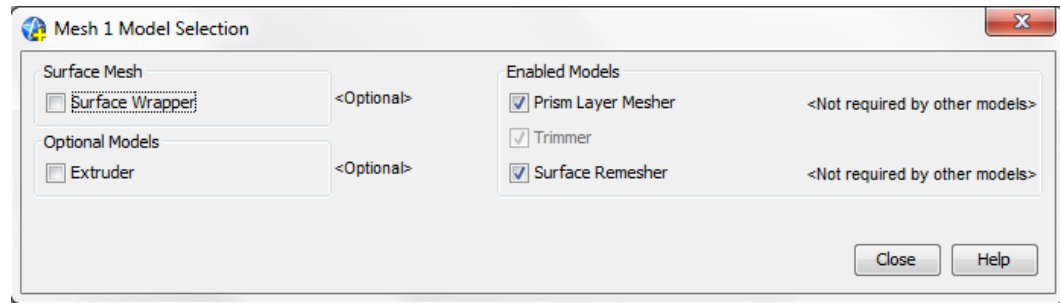 Mesh 1 Model Selection
Surface Mesh
Surface Wrapper <Optional>
Optional Models
Extruder <Optional>
Enabled Models
Prism Layer Mesher <Not required by other models>
Trimmer
Surface Remesher <Not required by other models>
Close Help